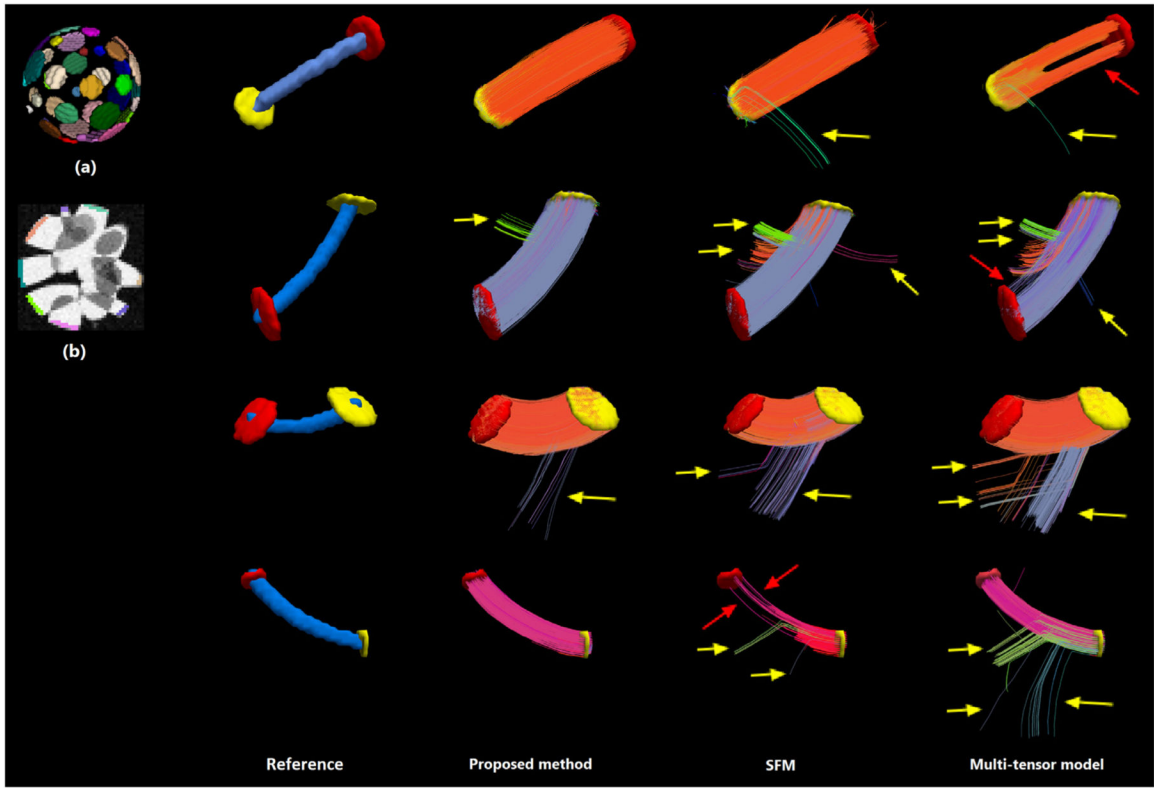 (a)
(b)
Reference
Proposed method
SFM
Multi-tensor model